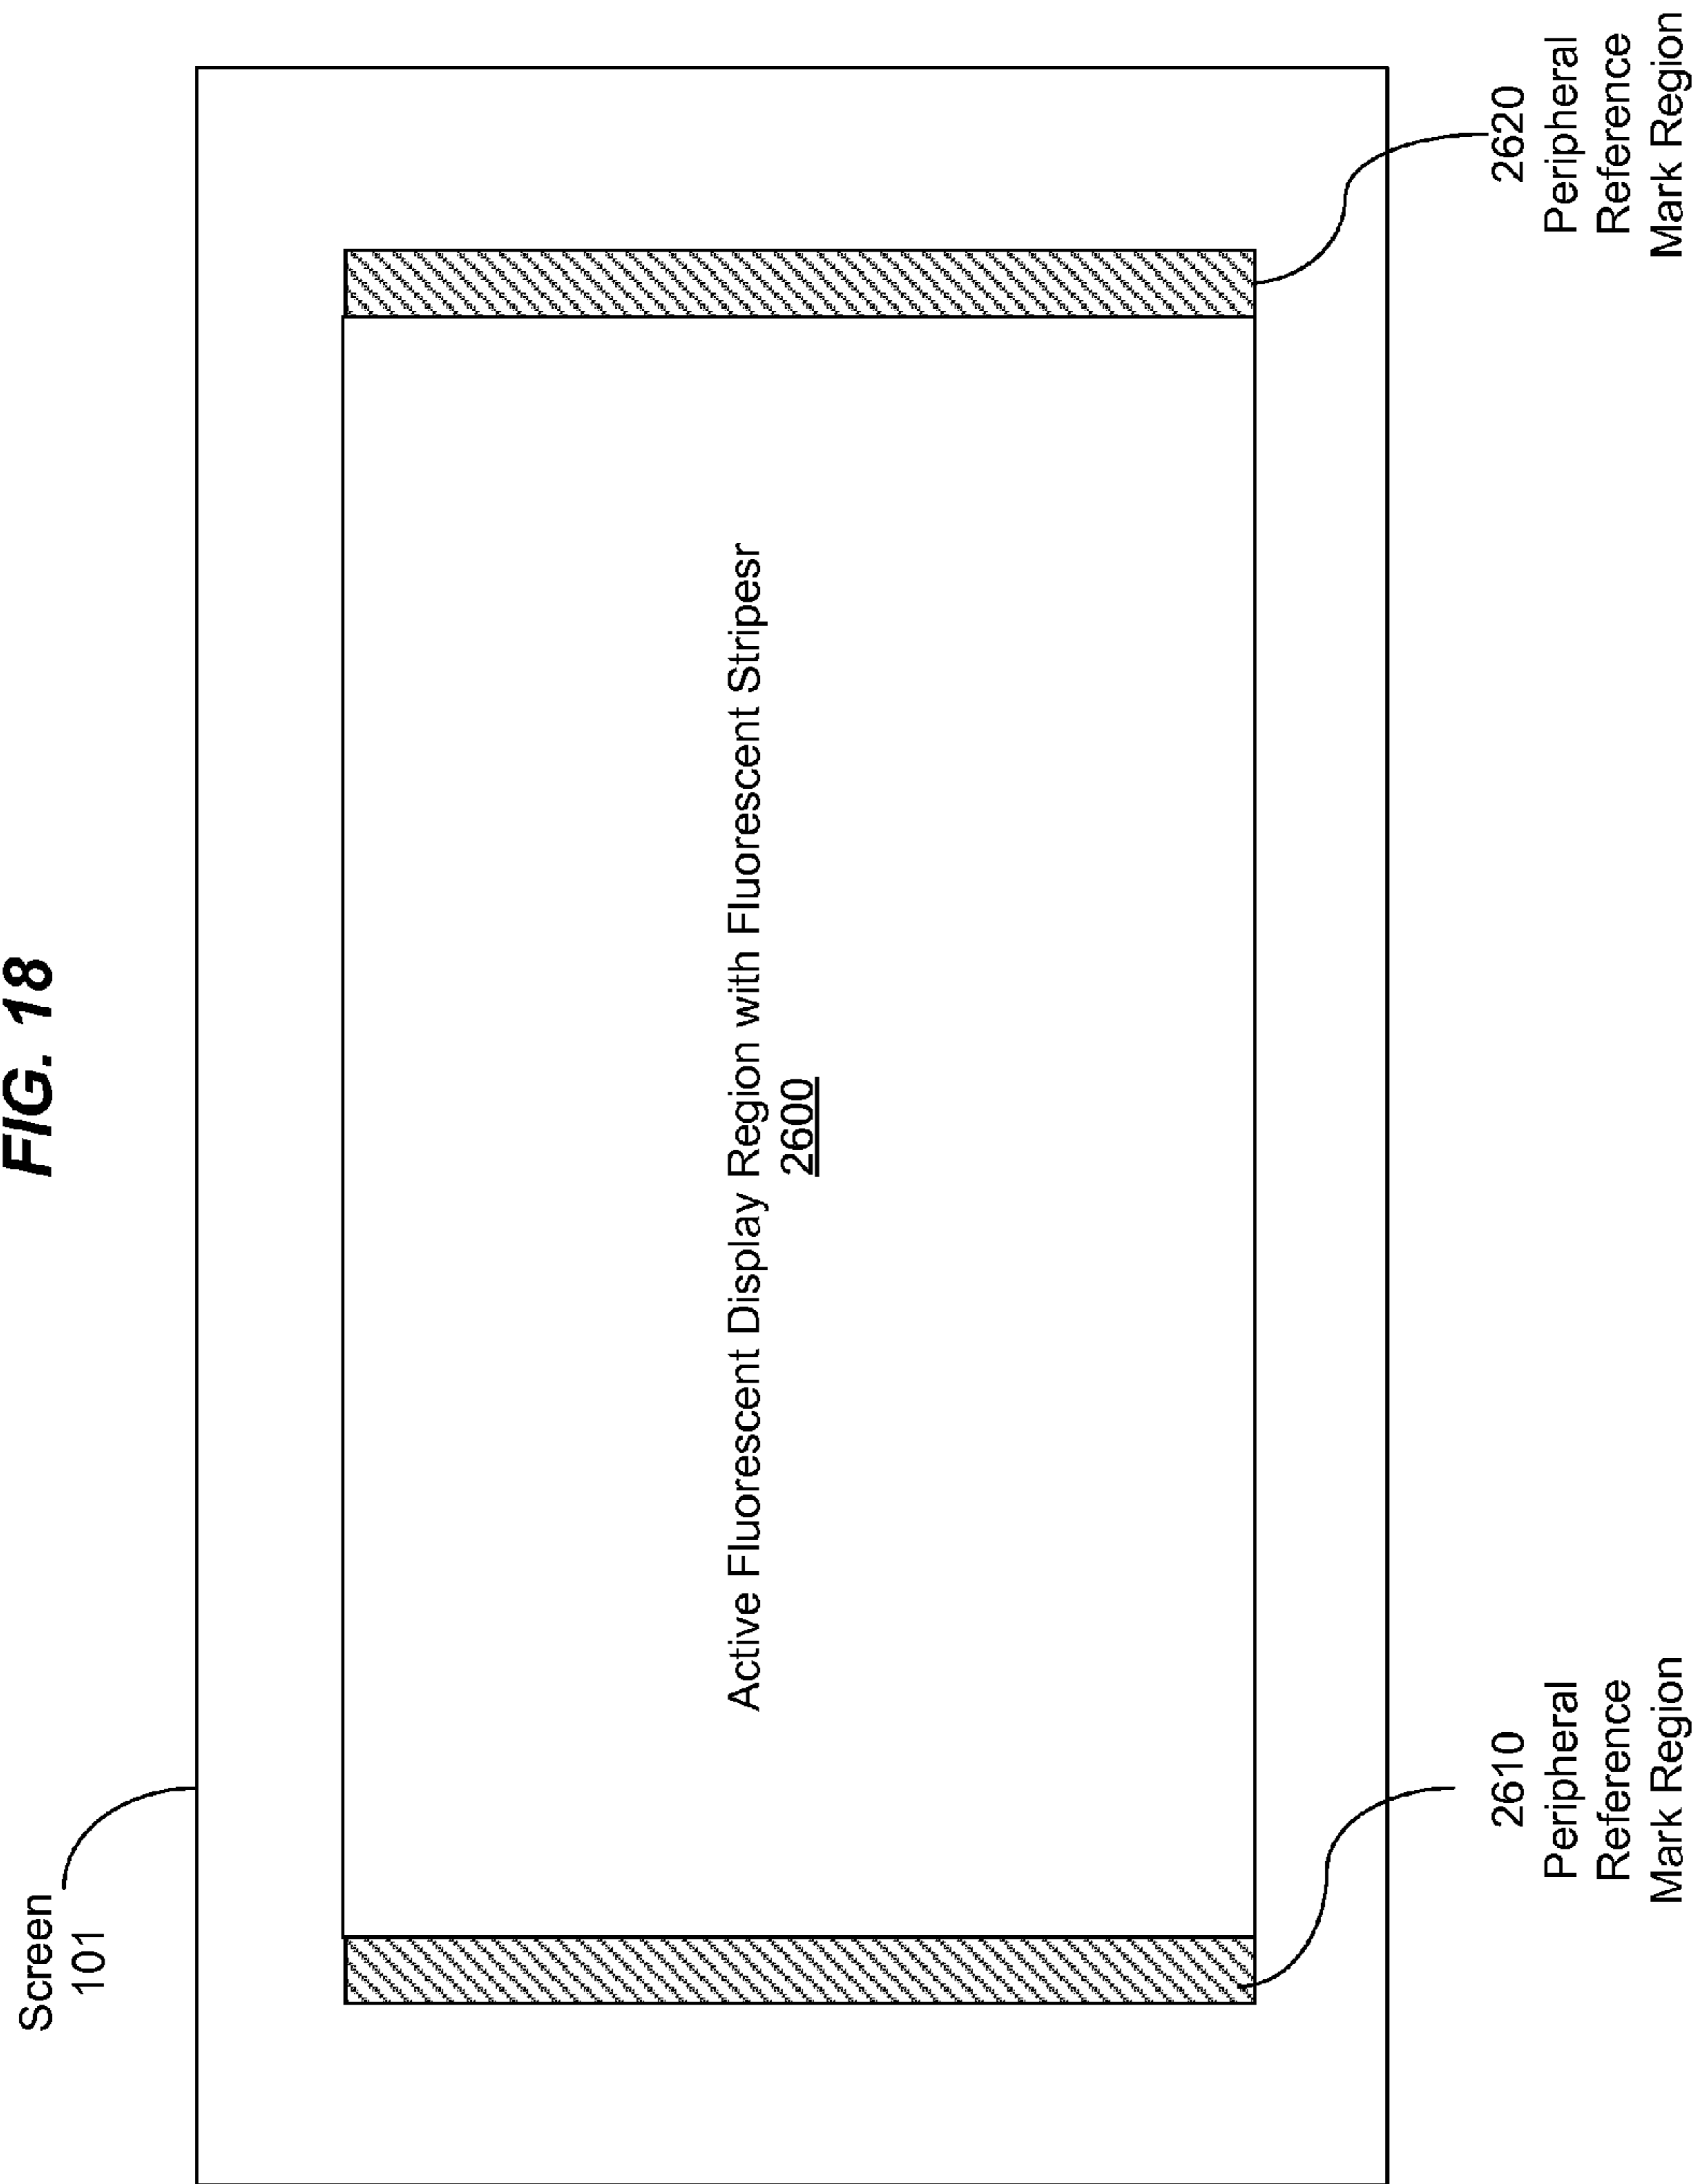 FIG. 18
Screen
101
Active Fluorescent Display Region with Fluorescent Stripesr
2600
2610
Peripheral
Reference
Mark Region
2620
Peripheral
Reference
Mark Region